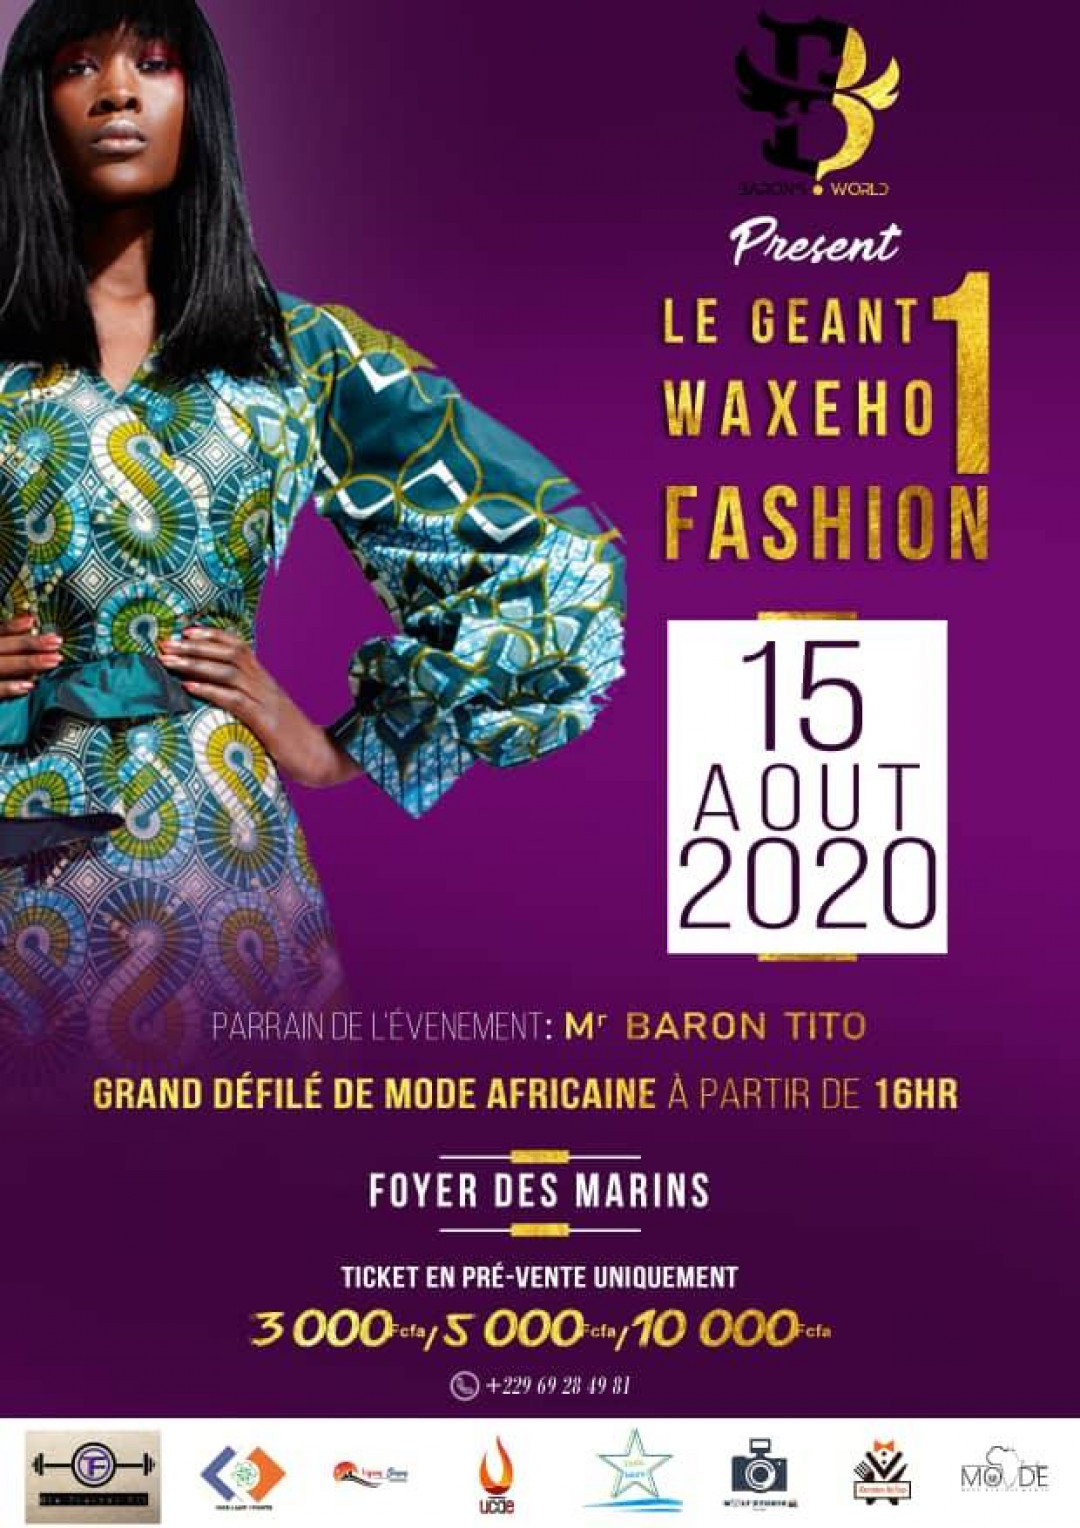 BARON'S WORLD
Present
LE GEANT 1
WAXEHO
FASHION
15
AOUT
2020
PARRAIN DE L'ÉVENEMENT: Mr BARON TITO
GRAND DÉFILÉ DE MODE AFRICAINE À PARTIR DE 16HR
FOYER DES MARINS
TICKET EN PRÉ-VENTE UNIQUEMENT
3 000Fcfa/5 000Fcfa/10 000Fcfa
+229 69 28 49 81
TF
ucae
MODE